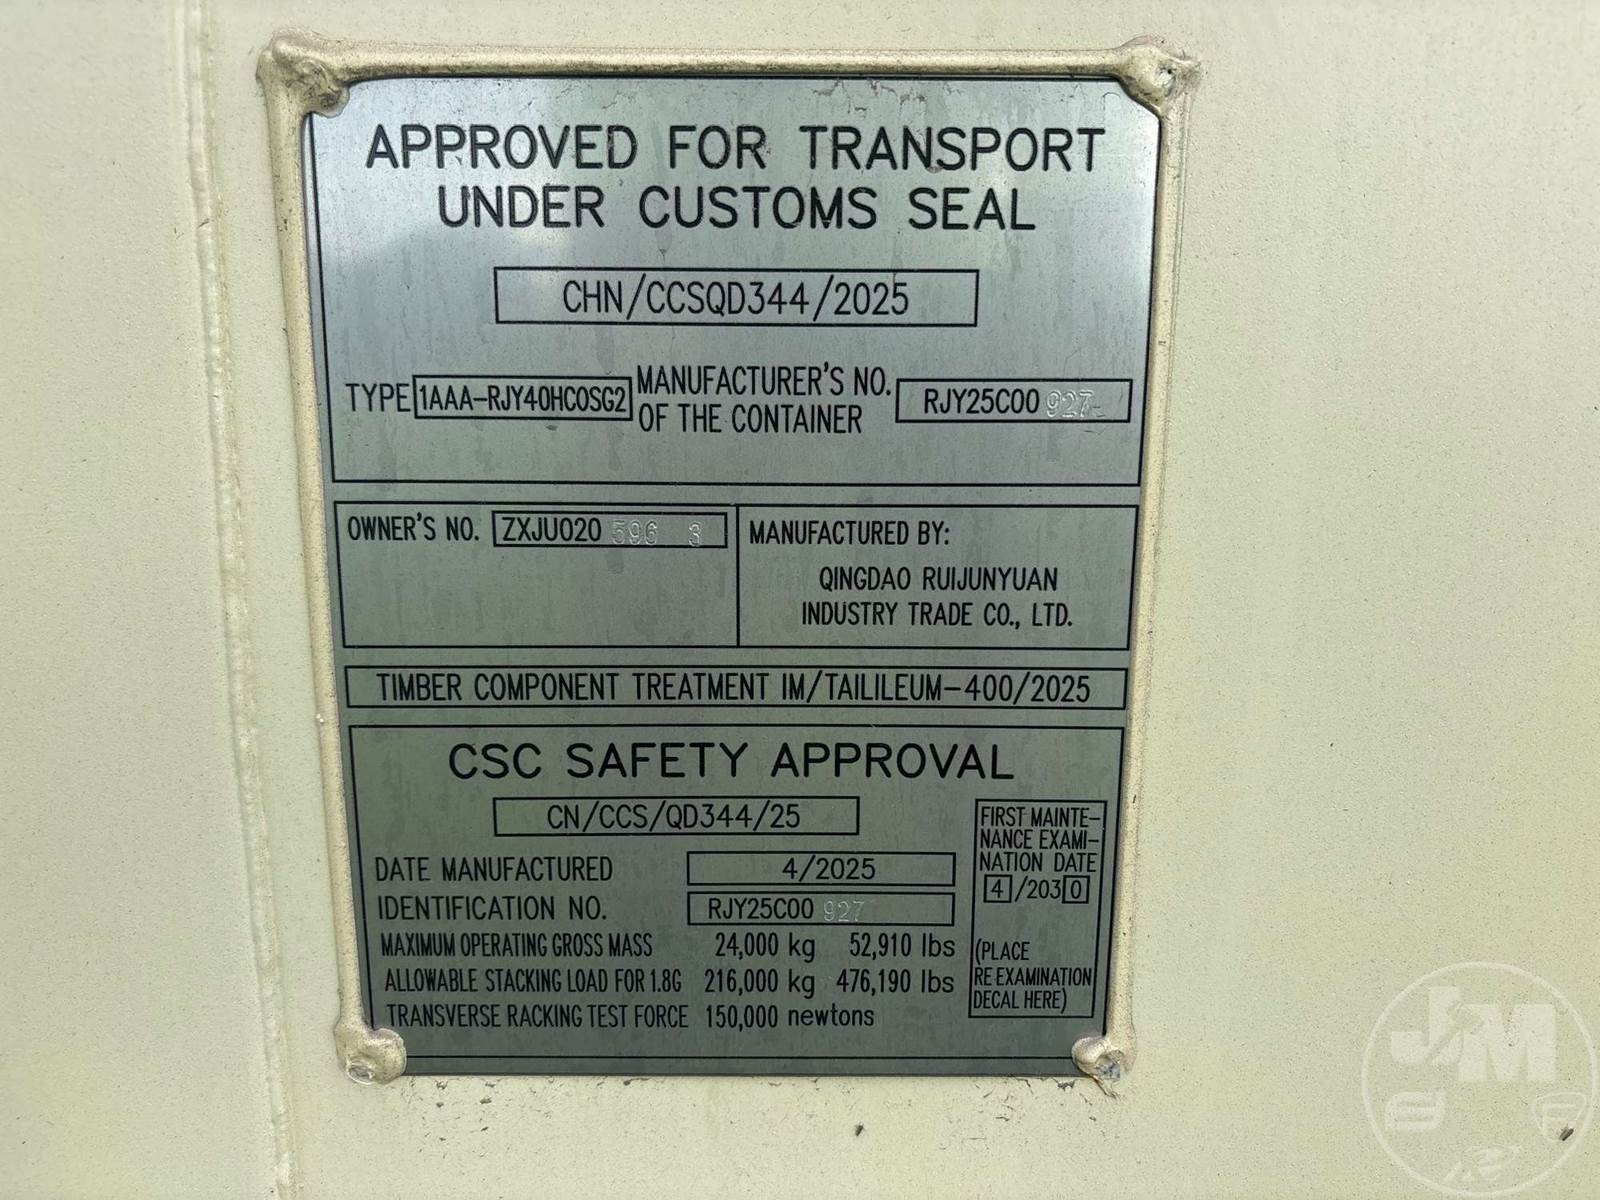 APPROVED FOR TRANSPORT
UNDER CUSTOMS SEAL
CHN/CCSQD344/2025
TYPE 1AAA-RJY40HCOSG2 MANUFACTURER'S NO.
OF THE CONTAINER RJY25C00 927
OWNER'S NO. ZXJU020 596 3
MANUFACTURED BY:
QINGDAO RUIJUNYUAN
INDUSTRY TRADE CO., LTD.
TIMBER COMPONENT TREATMENT IM/TAILILEUM-400/2025
CSC SAFETY APPROVAL
CN/CCS/QD344/25
DATE MANUFACTURED 4/2025
IDENTIFICATION NO. RJY25C00 927
MAXIMUM OPERATING GROSS MASS 24,000 kg 52,910 lbs
ALLOWABLE STACKING LOAD FOR 1.8G 216,000 kg 476,190 lbs
TRANSVERSE RACKING TEST FORCE 150,000 newtons
FIRST MAINTE-
NANCE EXAMI-
NATION DATE
4/2030
(PLACE
RE EXAMINATION
DECAL HERE)
JM